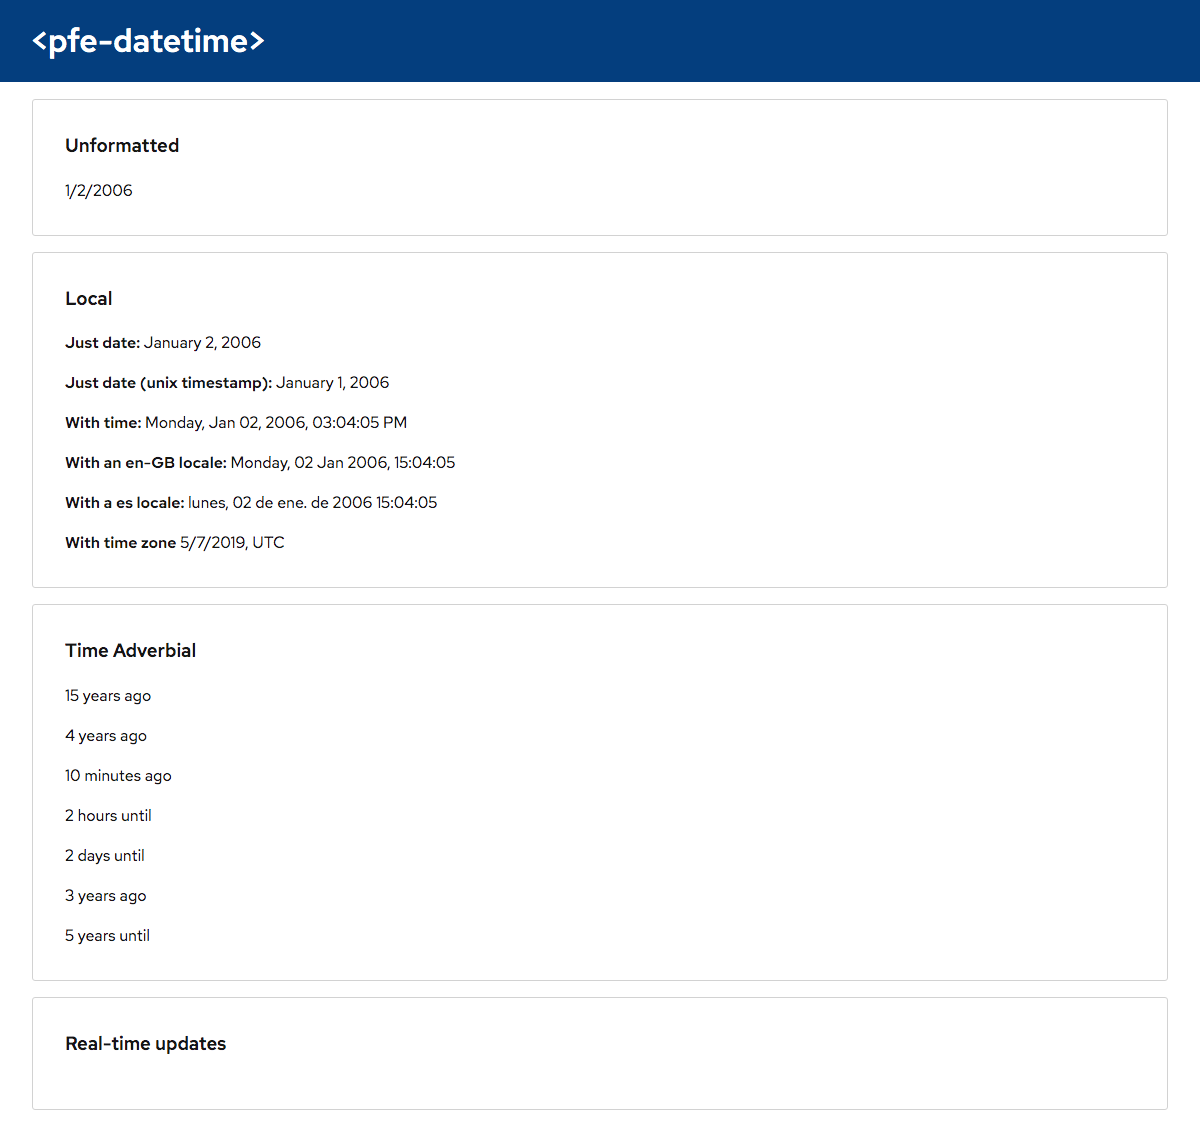 <pfe-datetime>
Unformatted
1/2/2006
Local
Just date: January 2, 2006
Just date (unix timestamp): January 1, 2006
With time: Monday, Jan 02, 2006, 03:04:05 PM
With an en-GB locale: Monday, 02 Jan 2006, 15:04:05
With a es locale: lunes, 02 de ene. de 2006 15:04:05
With time zone 5/7/2019, UTC
Time Adverbial
15 years ago
4 years ago
10 minutes ago
2 hours until
2 days until
3 years ago
5 years until
Real-time updates